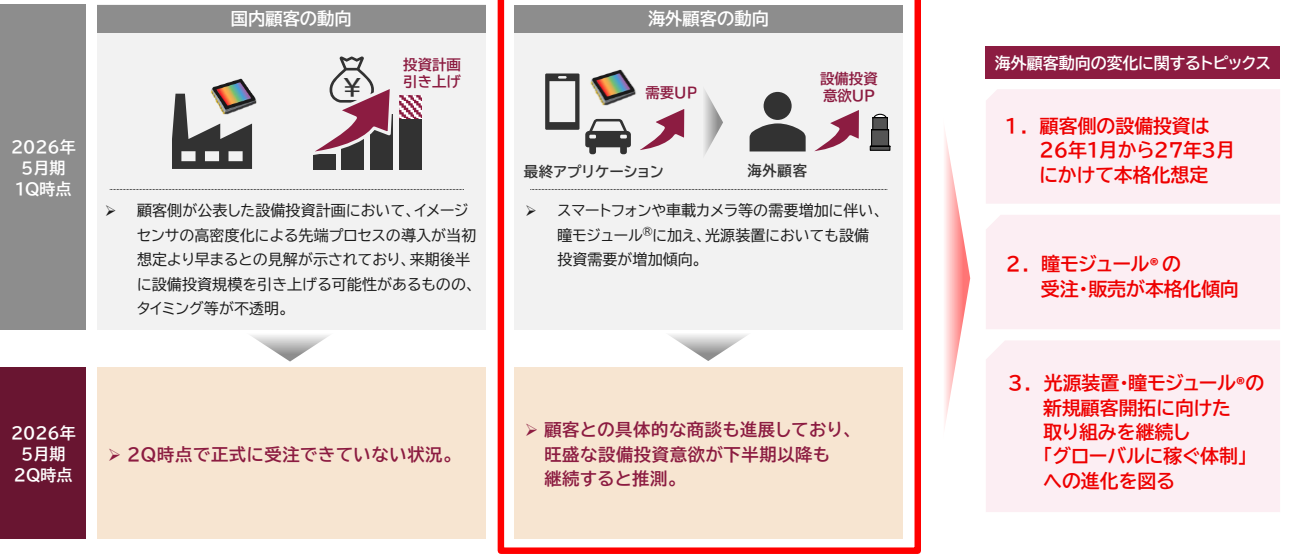 国内顧客の動向
海外顧客の動向
2026年
5月期
1Q時点
投資計画
引き上げ
¥
➢ 顧客側が公表した設備投資計画において、イメージ
センサの高密度化による先端プロセスの導入が当初
想定より早まるとの見解が示されており、来期後半
に設備投資規模を引き上げる可能性があるものの、
タイミング等が不透明。
需要UP
設備投資
意欲UP
最終アプリケーション
海外顧客
➢ スマートフォンや車載カメラ等の需要増加に伴い、
瞳モジュール®に加え、光源装置においても設備
投資需要が増加傾向。
2026年
5月期
2Q時点
➢ 2Q時点で正式に受注できていない状況。
➢ 顧客との具体的な商談も進展しており、
旺盛な設備投資意欲が下半期以降も
継続すると推測。
海外顧客動向の変化に関するトピックス
1. 顧客側の設備投資は
26年1月から27年3月
にかけて本格化想定
2. 瞳モジュール®の
受注・販売が本格化傾向
3. 光源装置・瞳モジュール®の
新規顧客開拓に向けた
取り組みを継続し
「グローバルに稼ぐ体制」
への進化を図る